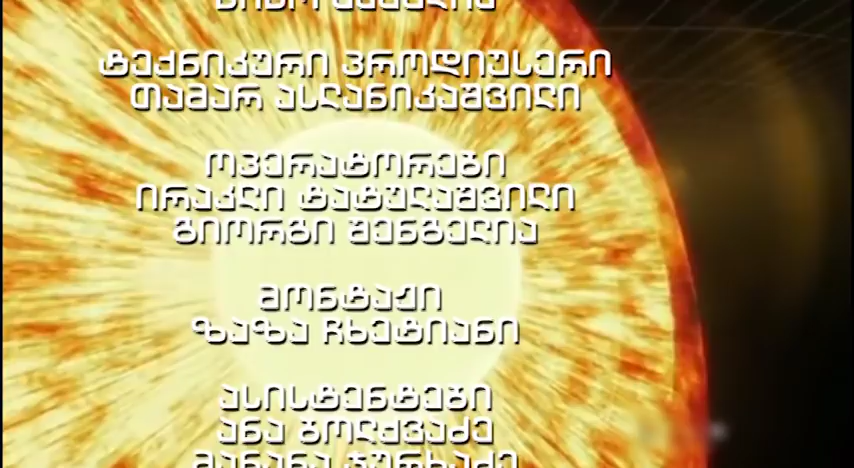 ტექნიკური პროდიუსერი
თამარ ასლანიკაშვილი
ოპერატორები
ირაკლი ტატულაშვილი
გიორგი შენგელია
მონტაჟი
ზაზა ჩხეტიანი
ასისტენტები
ანა ბოლქვაძე